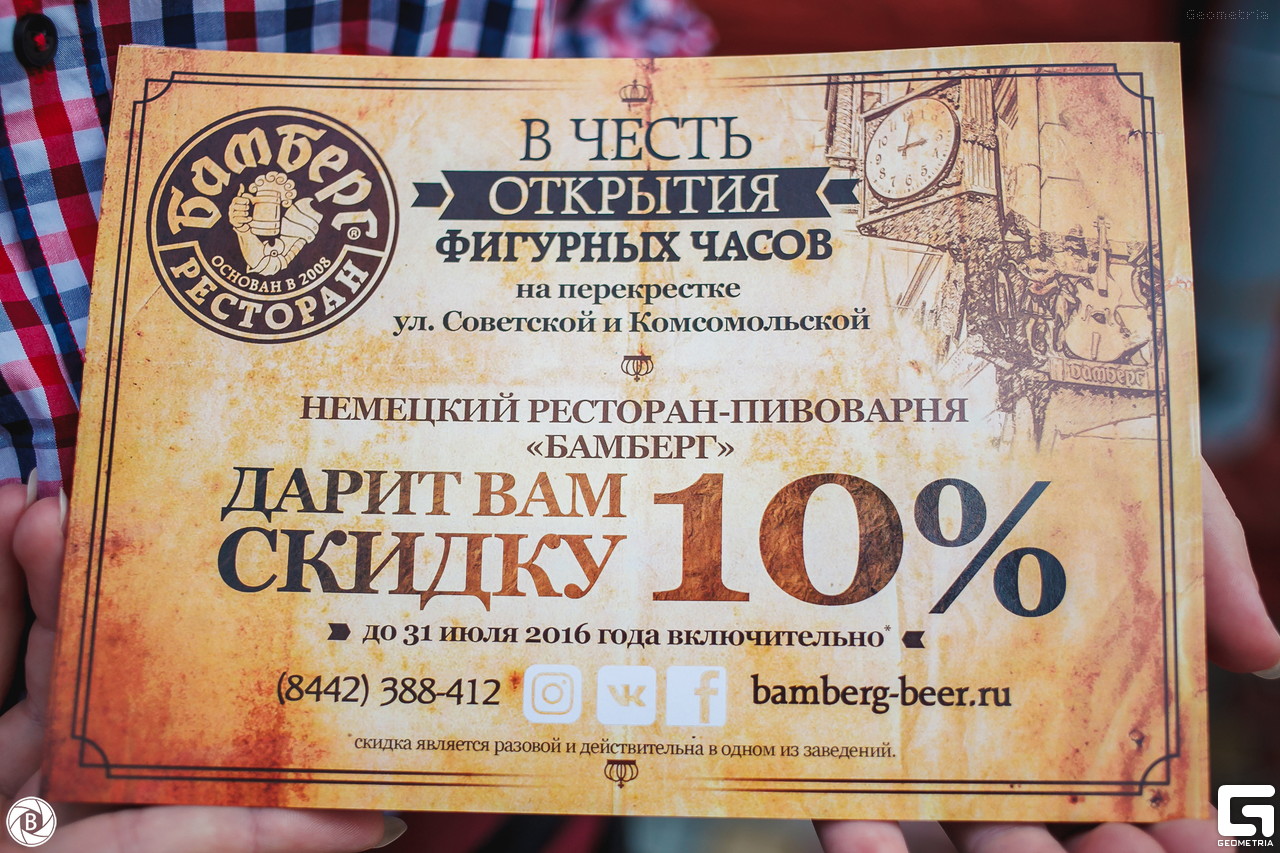 Geometria
БАМБЕРГ
®
ОСНОВАН В 2008
РЕСТОРАН
В ЧЕСТЬ
ОТКРЫТИЯ
ФИГУРНЫХ ЧАСОВ
на перекрестке
ул. Советской и Комсомольской
бамберг
НЕМЕЦКИЙ РЕСТОРАН-ПИВОВАРНЯ
«БАМБЕРГ»
ДАРИТ ВАМ
СКИДКУ 10%
до 31 июля 2016 года включительно*
(8442) 388-412 bamberg-beer.ru
*скидка является разовой и действительна в одном из заведений.
B
GEOMETRIA